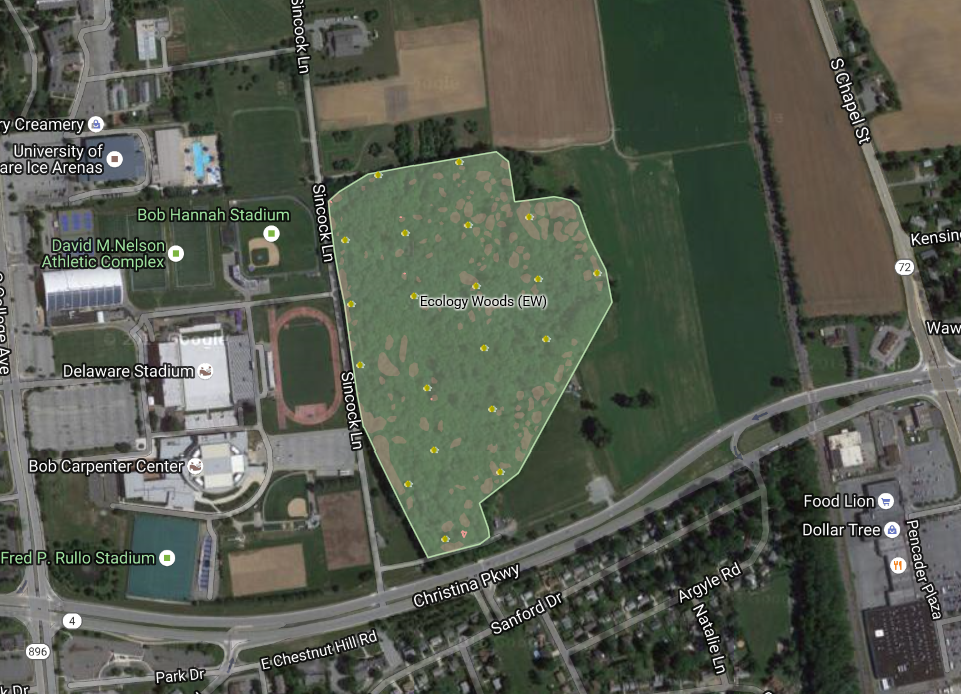 Sincock Ln
S Chapell St
ry Creamery
University of
are Ice Arenas
Sincock Ln
Bob Hannah Stadium
David M.Nelson
Athletic Complex
Kensin
72
Ecology Woods (EW)
Waw
S College Ave
Delaware Stadium
Sincock Ln
Bob Carpenter Center
Food Lion
Dollar Tree
Pencader Plaza
Fred P. Rullo Stadium
Christina Pkwy
Argyle Rd
Sanford Dr
Natalie Ln
4
896
E Chestnut Hill Rd
Park Dr
k Dr